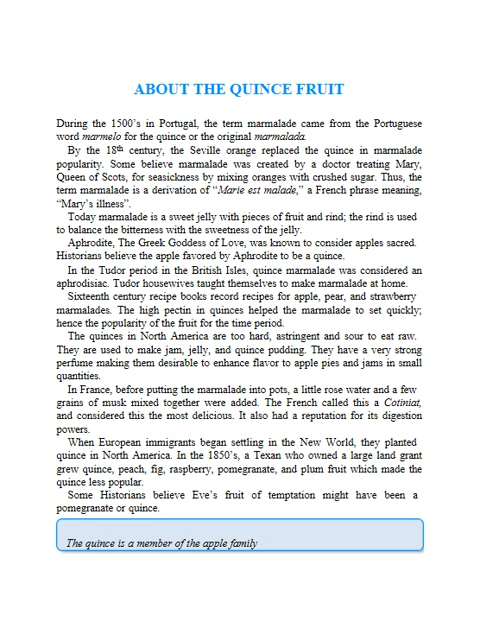 ABOUT THE QUINCE FRUIT
During the 1500's in Portugal, the term marmalade came from the Portuguese
word marmelo for the quince or the original marmalada.
By the 18th century, the Seville orange replaced the quince in marmalade
popularity. Some believe marmalade was created by a doctor treating Mary,
Queen of Scots, for seasickness by mixing oranges with crushed sugar. Thus, the
term marmalade is a derivation of “Marie est malade,” a French phrase meaning,
“Mary’s illness”.
Today marmalade is a sweet jelly with pieces of fruit and rind; the rind is used
to balance the bitterness with the sweetness of the jelly.
Aphrodite, The Greek Goddess of Love, was known to consider apples sacred.
Historians believe the apple favored by Aphrodite to be a quince.
In the Tudor period in the British Isles, quince marmalade was considered an
aphrodisiac. Tudor housewives taught themselves to make marmalade at home.
Sixteenth century recipe books record recipes for apple, pear, and strawberry
marmalades. The high pectin in quinces helped the marmalade to set quickly;
hence the popularity of the fruit for the time period.
The quinces in North America are too hard, astringent and sour to eat raw.
They are used to make jam, jelly, and quince pudding. They have a very strong
perfume making them desirable to enhance flavor to apple pies and jams in small
quantities.
In France, before putting the marmalade into pots, a little rose water and a few
grains of musk mixed together were added. The French called this a Cotiniat,
and considered this the most delicious. It also had a reputation for its digestion
powers.
When European immigrants began settling in the New World, they planted
quince in North America. In the 1850’s, a Texan who owned a large land grant
grew quince, peach, fig, raspberry, pomegranate, and plum fruit which made the
quince less popular.
Some Historians believe Eve’s fruit of temptation might have been a
pomegranate or quince.
The quince is a member of the apple family